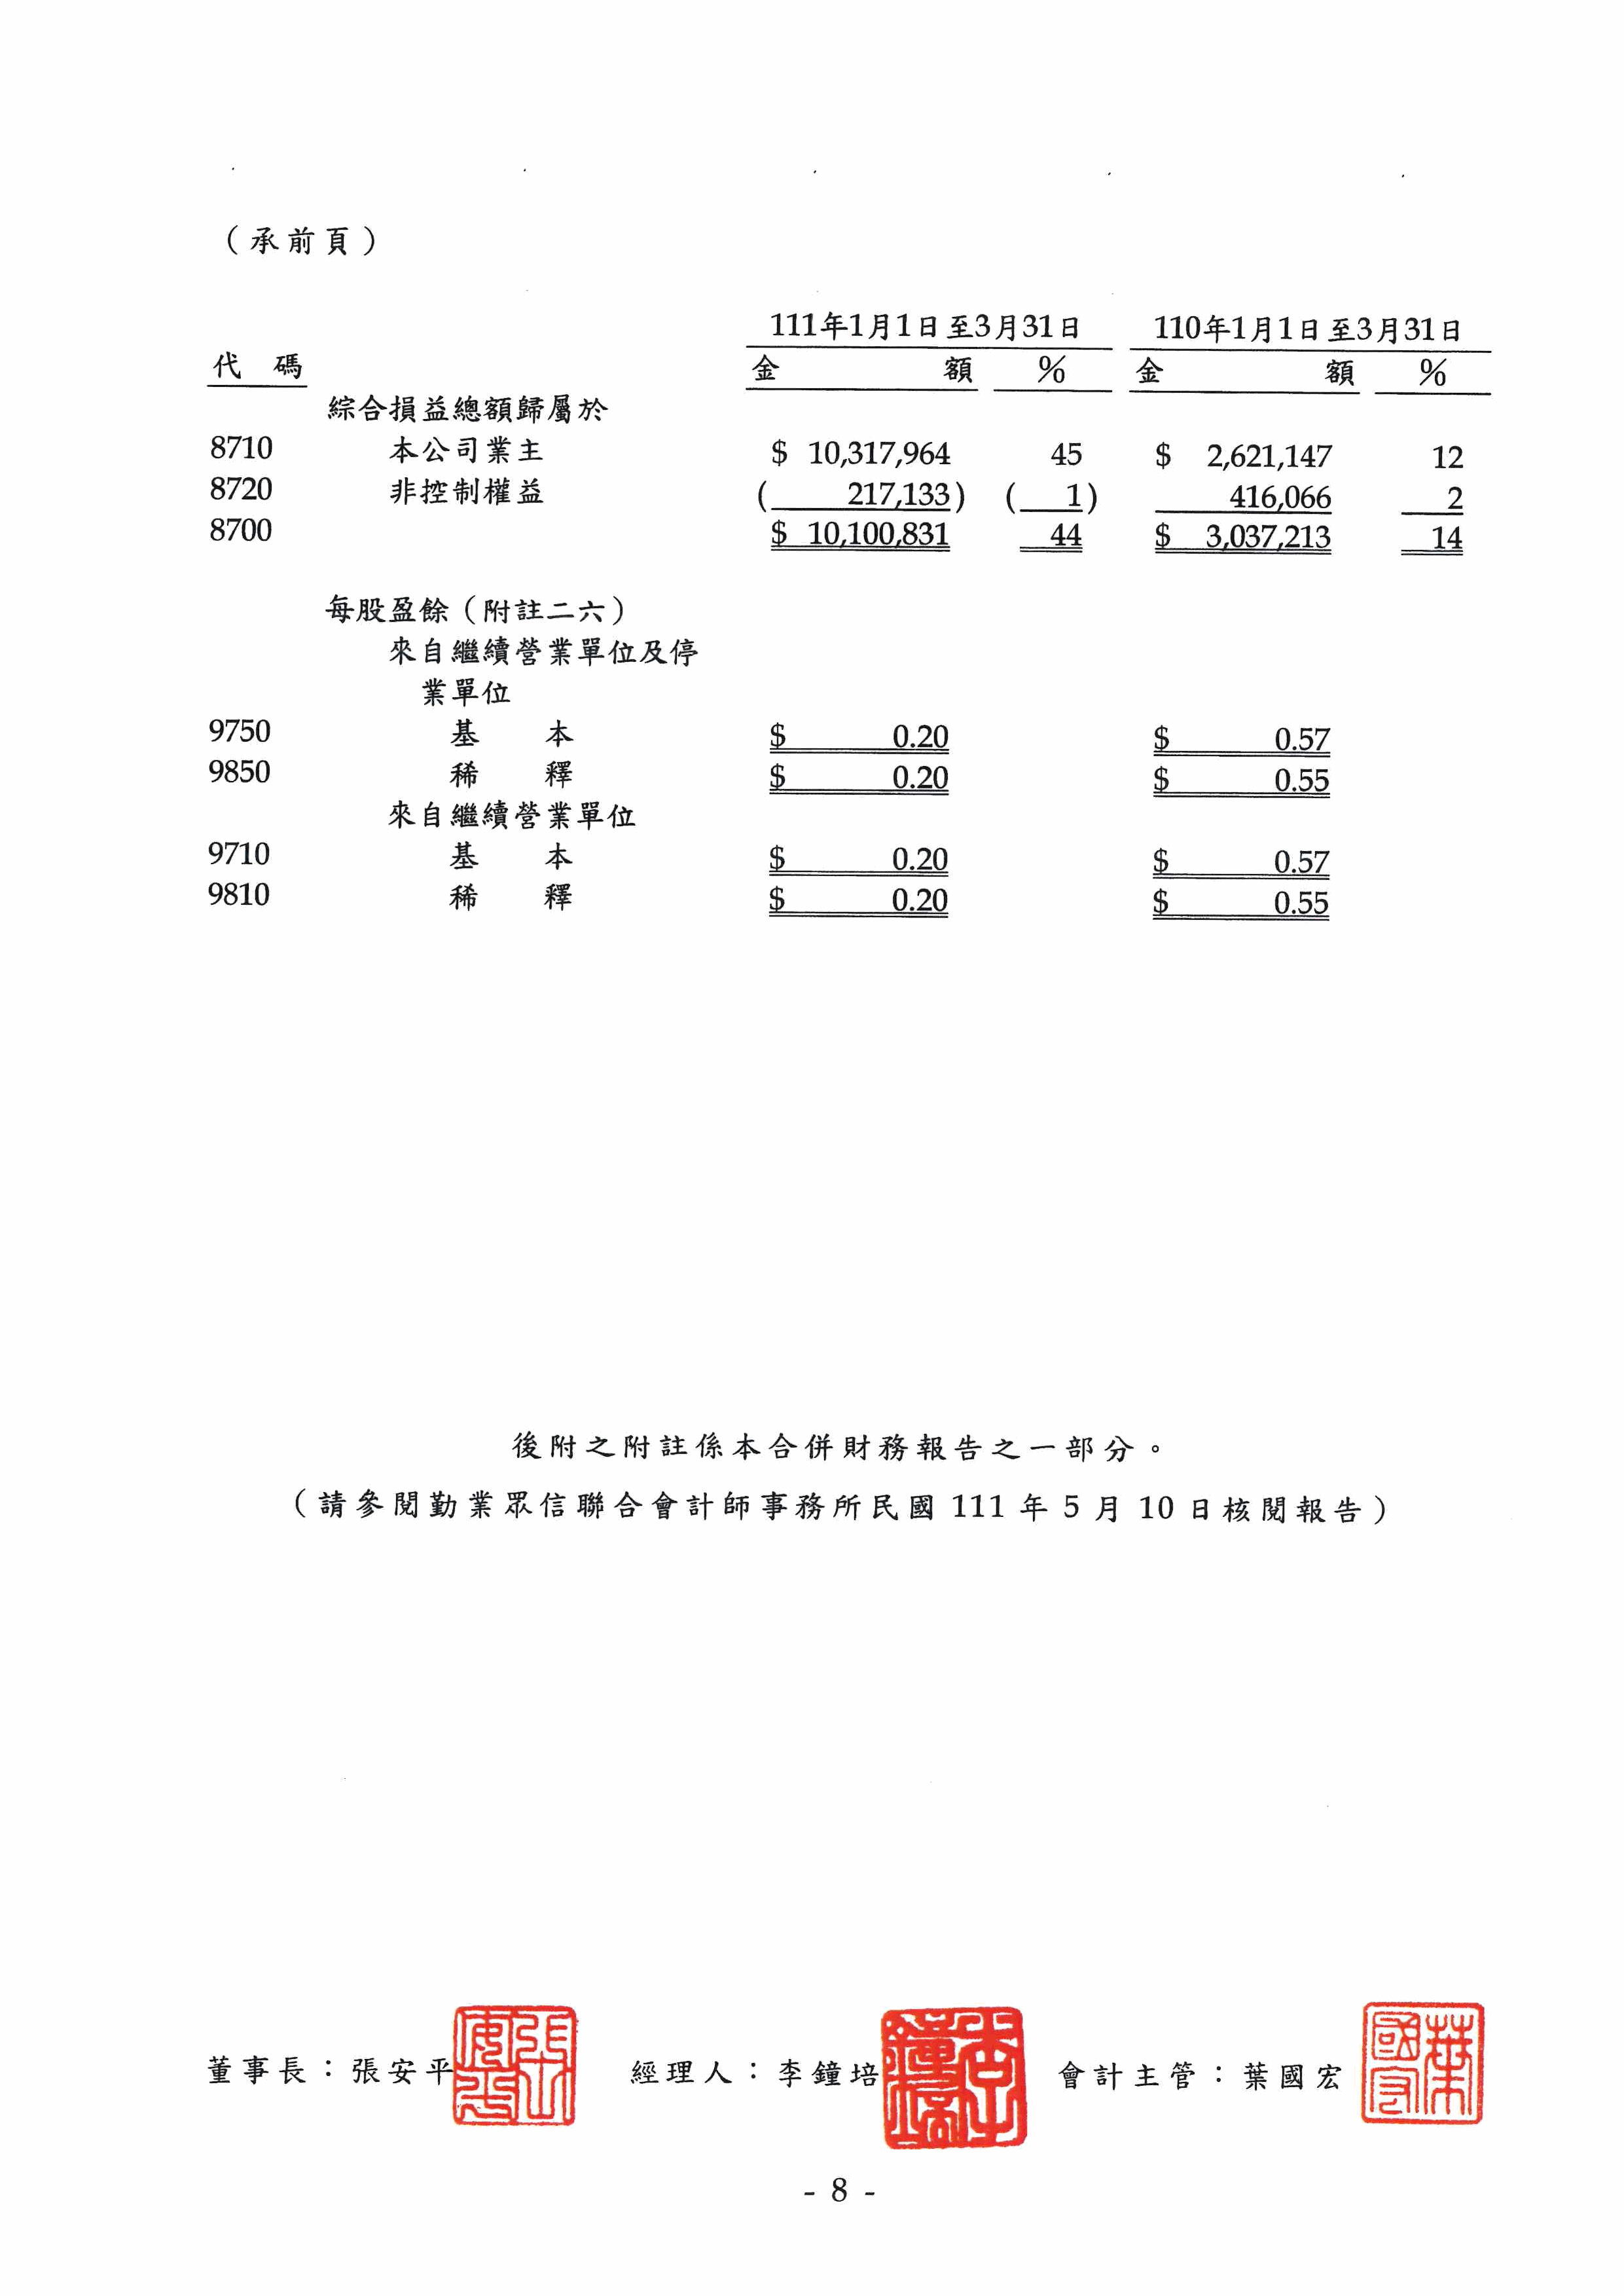 （承前頁）
111年1月1日至3月31日 110年1月1日至3月31日
代 碼 金 額 % 金 額 %
綜合損益總額歸屬於
8710 本公司業主 $ 10,317,964 45 $ 2,621,147 12
8720 非控制權益 ( 217,133) ( 1) 416,066 2
8700 $ 10,100,831 44 $ 3,037,213 14
每股盈餘（附註二六）
來自繼續營業單位及停
業單位
9750 基 本 $ 0.20 $ 0.57
9850 稀 釋 $ 0.20 $ 0.55
來自繼續營業單位
9710 基 本 $ 0.20 $ 0.57
9810 稀 釋 $ 0.20 $ 0.55
後附之附註係本合併財務報告之一部分。
（請參閱勤業眾信聯合會計師事務所民國 111 年 5 月 10 日核閱報告）
董事長：張安平 經理人：李鐘培 會計主管：葉國宏
- 8 -